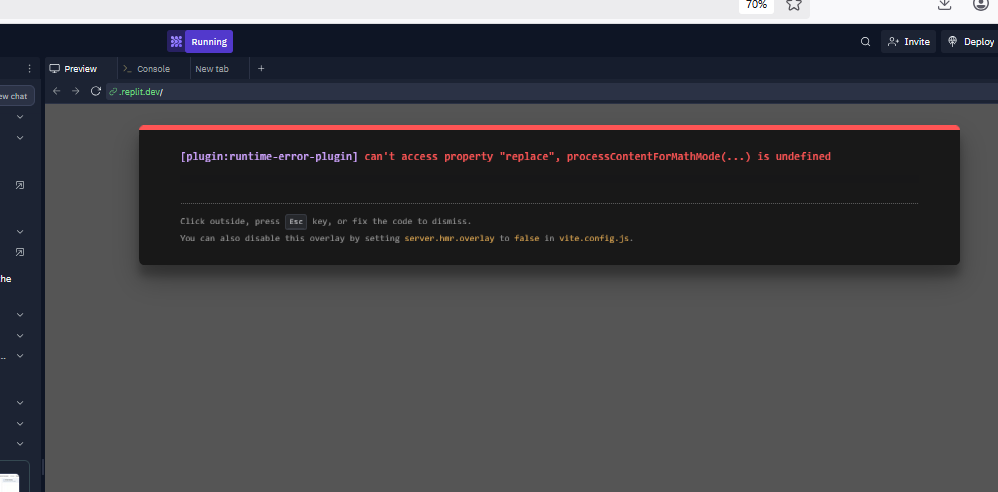 70%
Running
Invite
Deploy
Preview
Console
New tab
ew chat
.replit.dev/
[plugin:runtime-error-plugin] can't access property "replace", processContentForMathMode(...) is undefined
Click outside, press Esc key, or fix the code to dismiss.
You can also disable this overlay by setting server.hmr.overlay to false in vite.config.js.
he
...